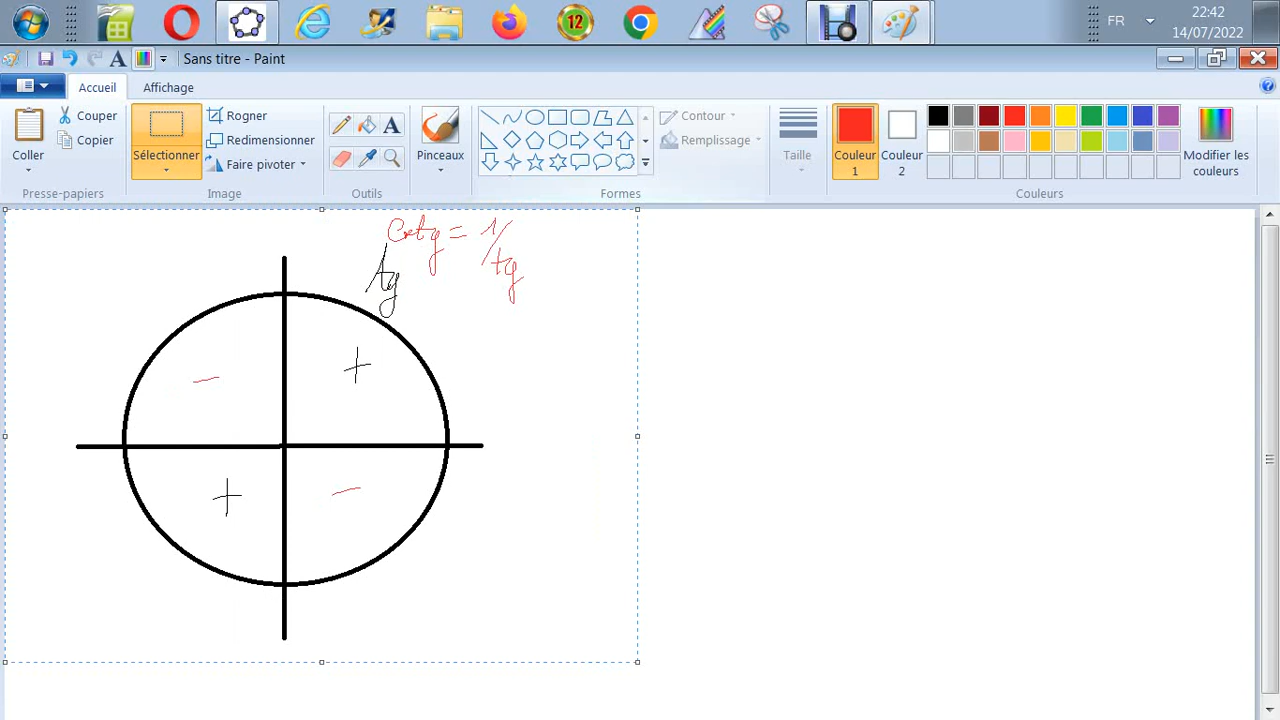 12
FR
22:42
14/07/2022
Sans titre - Paint
Accueil
Affichage
Coller
Couper
Copier
Presse-papiers
Sélectionner
Rogner
Redimensionner
Faire pivoter
Image
A
Outils
Pinceaux
Formes
Contour
Remplissage
Taille
Couleur 1
Couleur 2
Modifier les couleurs
Couleurs
Cotg = 1/tg
tg
- +
+ -